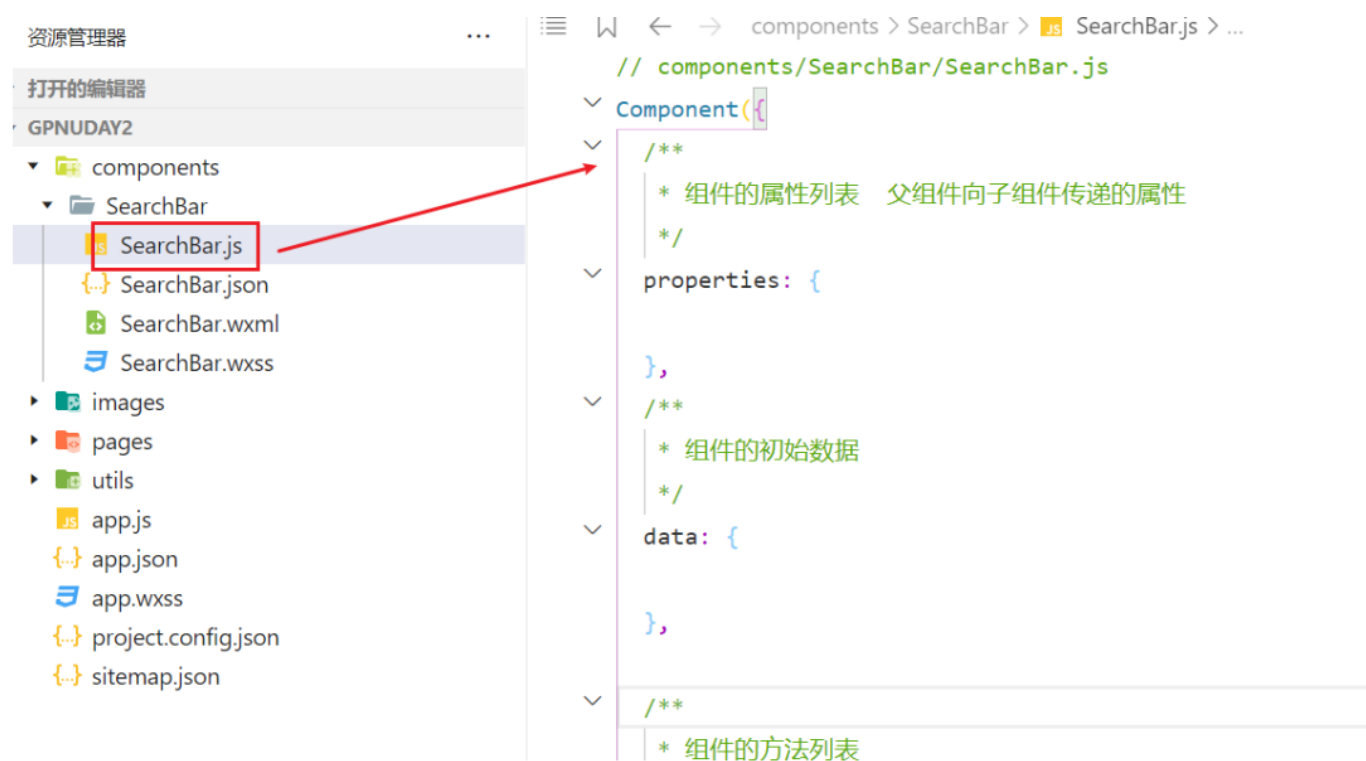 资源管理器
...
打开的编辑器
GPNUDAY2
components
SearchBar
JS SearchBar.js
{..} SearchBar.json
SearchBar.wxml
SearchBar.wxss
images
pages
utils
JS app.js
{..} app.json
app.wxss
{..} project.config.json
{..} sitemap.json
components > SearchBar > JS SearchBar.js > ...
// components/SearchBar/SearchBar.js
Component({
/**
* 组件的属性列表 父组件向子组件传递的属性
*/
properties: {
},
/**
* 组件的初始数据
*/
data: {
},
/**
* 组件的方法列表